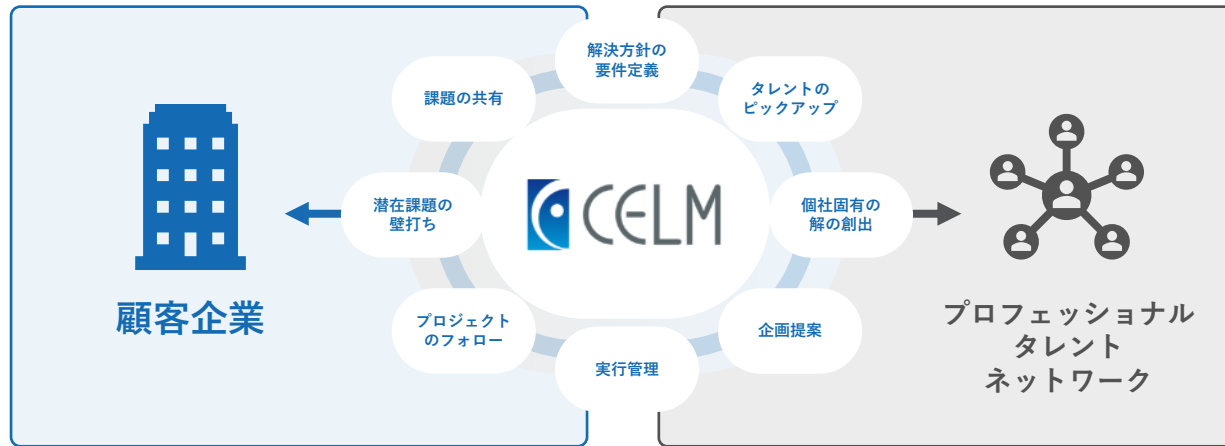 解決方針の
要件定義
課題の共有
タレントの
ピックアップ
潜在課題の
壁打ち
CELM
個社固有の
解の創出
顧客企業
プロフェッショナル
タレント
ネットワーク
プロジェクト
のフォロー
企画提案
実行管理